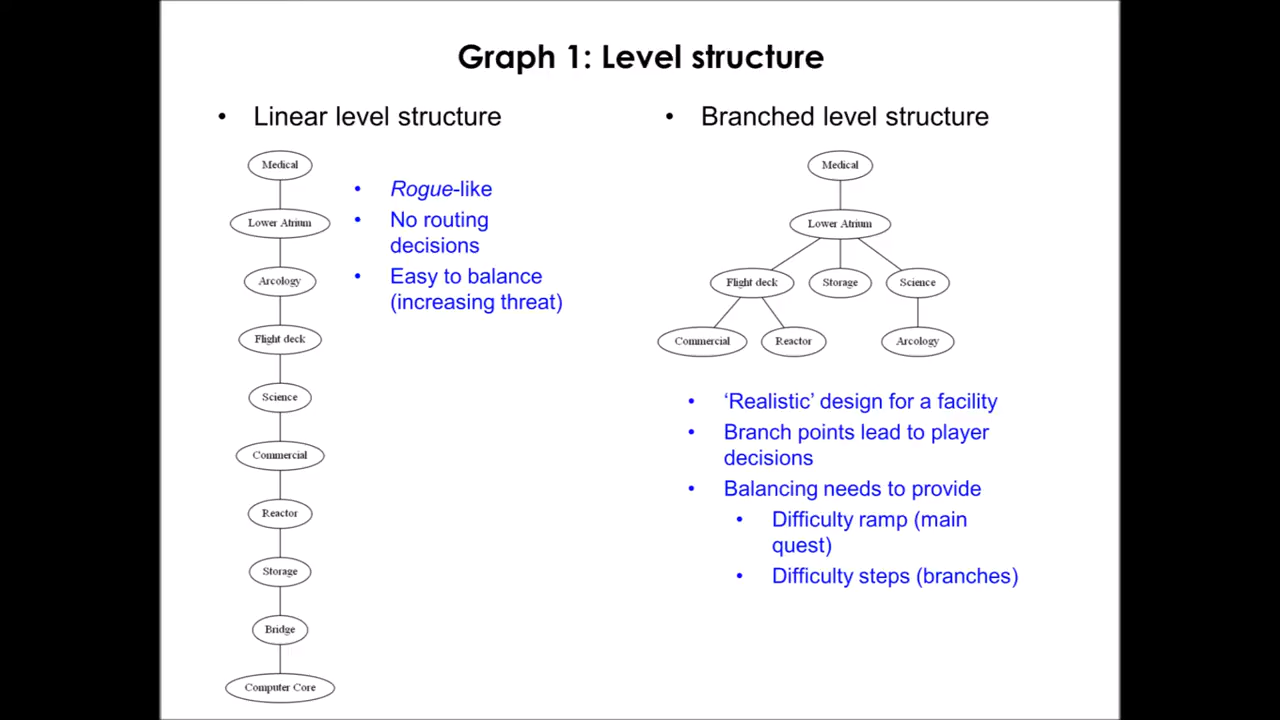 Graph 1: Level structure
• Linear level structure
Medical
Lower Atrium
Arcology
Flight deck
Science
Commercial
Reactor
Storage
Bridge
Computer Core
• Rogue-like
• No routing
decisions
• Easy to balance
(increasing threat)
• Branched level structure
Medical
Lower Atrium
Flight deck
Storage
Science
Commercial
Reactor
Arcology
• ‘Realistic’ design for a facility
• Branch points lead to player
decisions
• Balancing needs to provide
• Difficulty ramp (main
quest)
• Difficulty steps (branches)